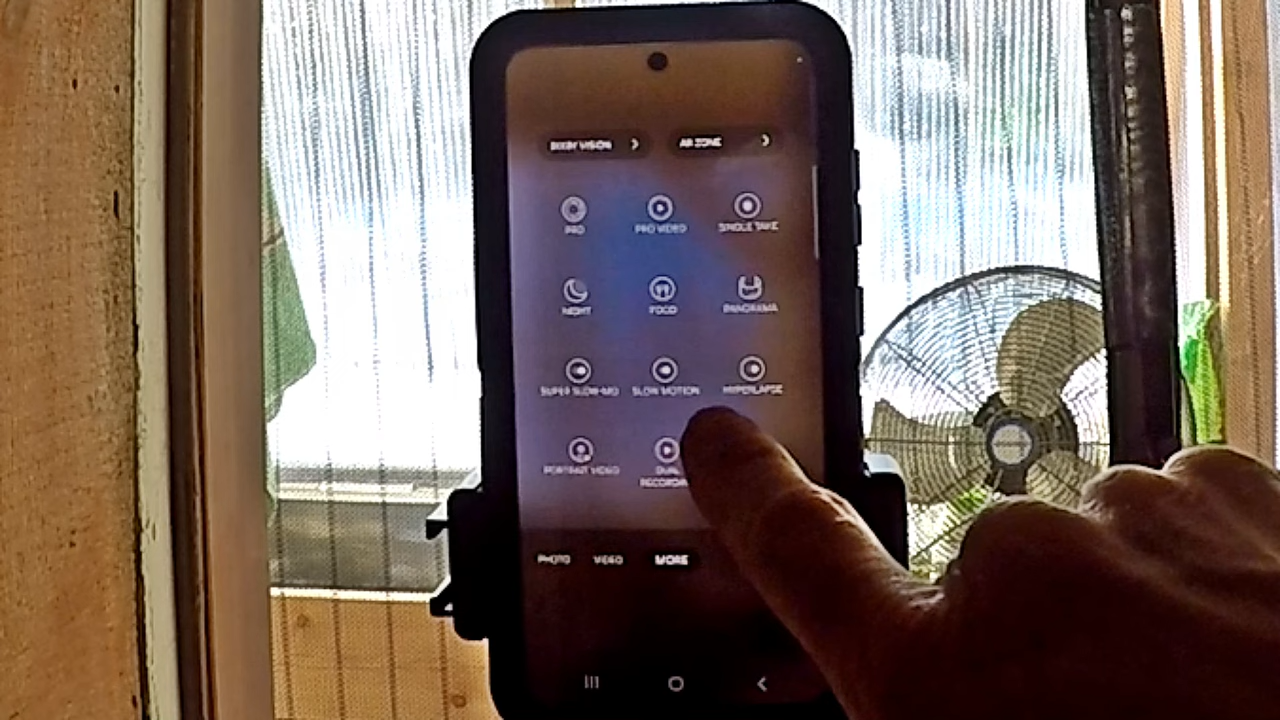 BIXBY VISION
AR ZONE
PRO
PRO VIDEO
SINGLE TAKE
NIGHT
FOOD
PANORAMA
SUPER SLOW-MO
SLOW MOTION
HYPERLAPSE
PORTRAIT VIDEO
DUAL
RECORDIN
PHOTO
VIDEO
MORE